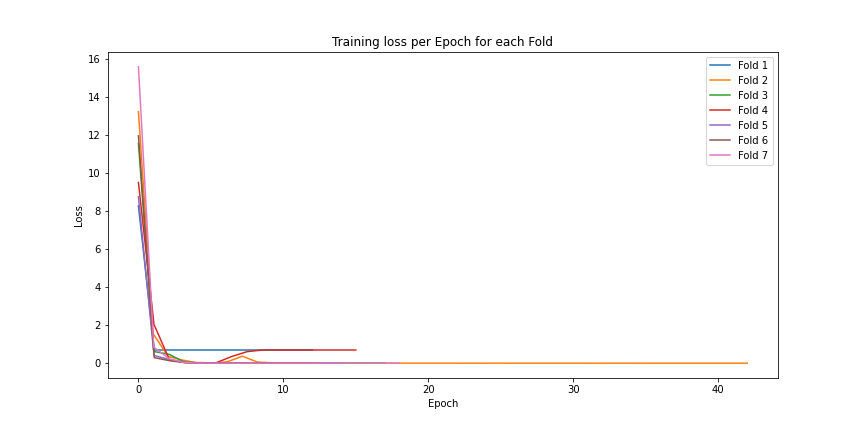 Training loss per Epoch for each Fold
16
14
12
10
8
6
4
2
0
Loss
0 10 20 30 40
Epoch
Fold 1
Fold 2
Fold 3
Fold 4
Fold 5
Fold 6
Fold 7